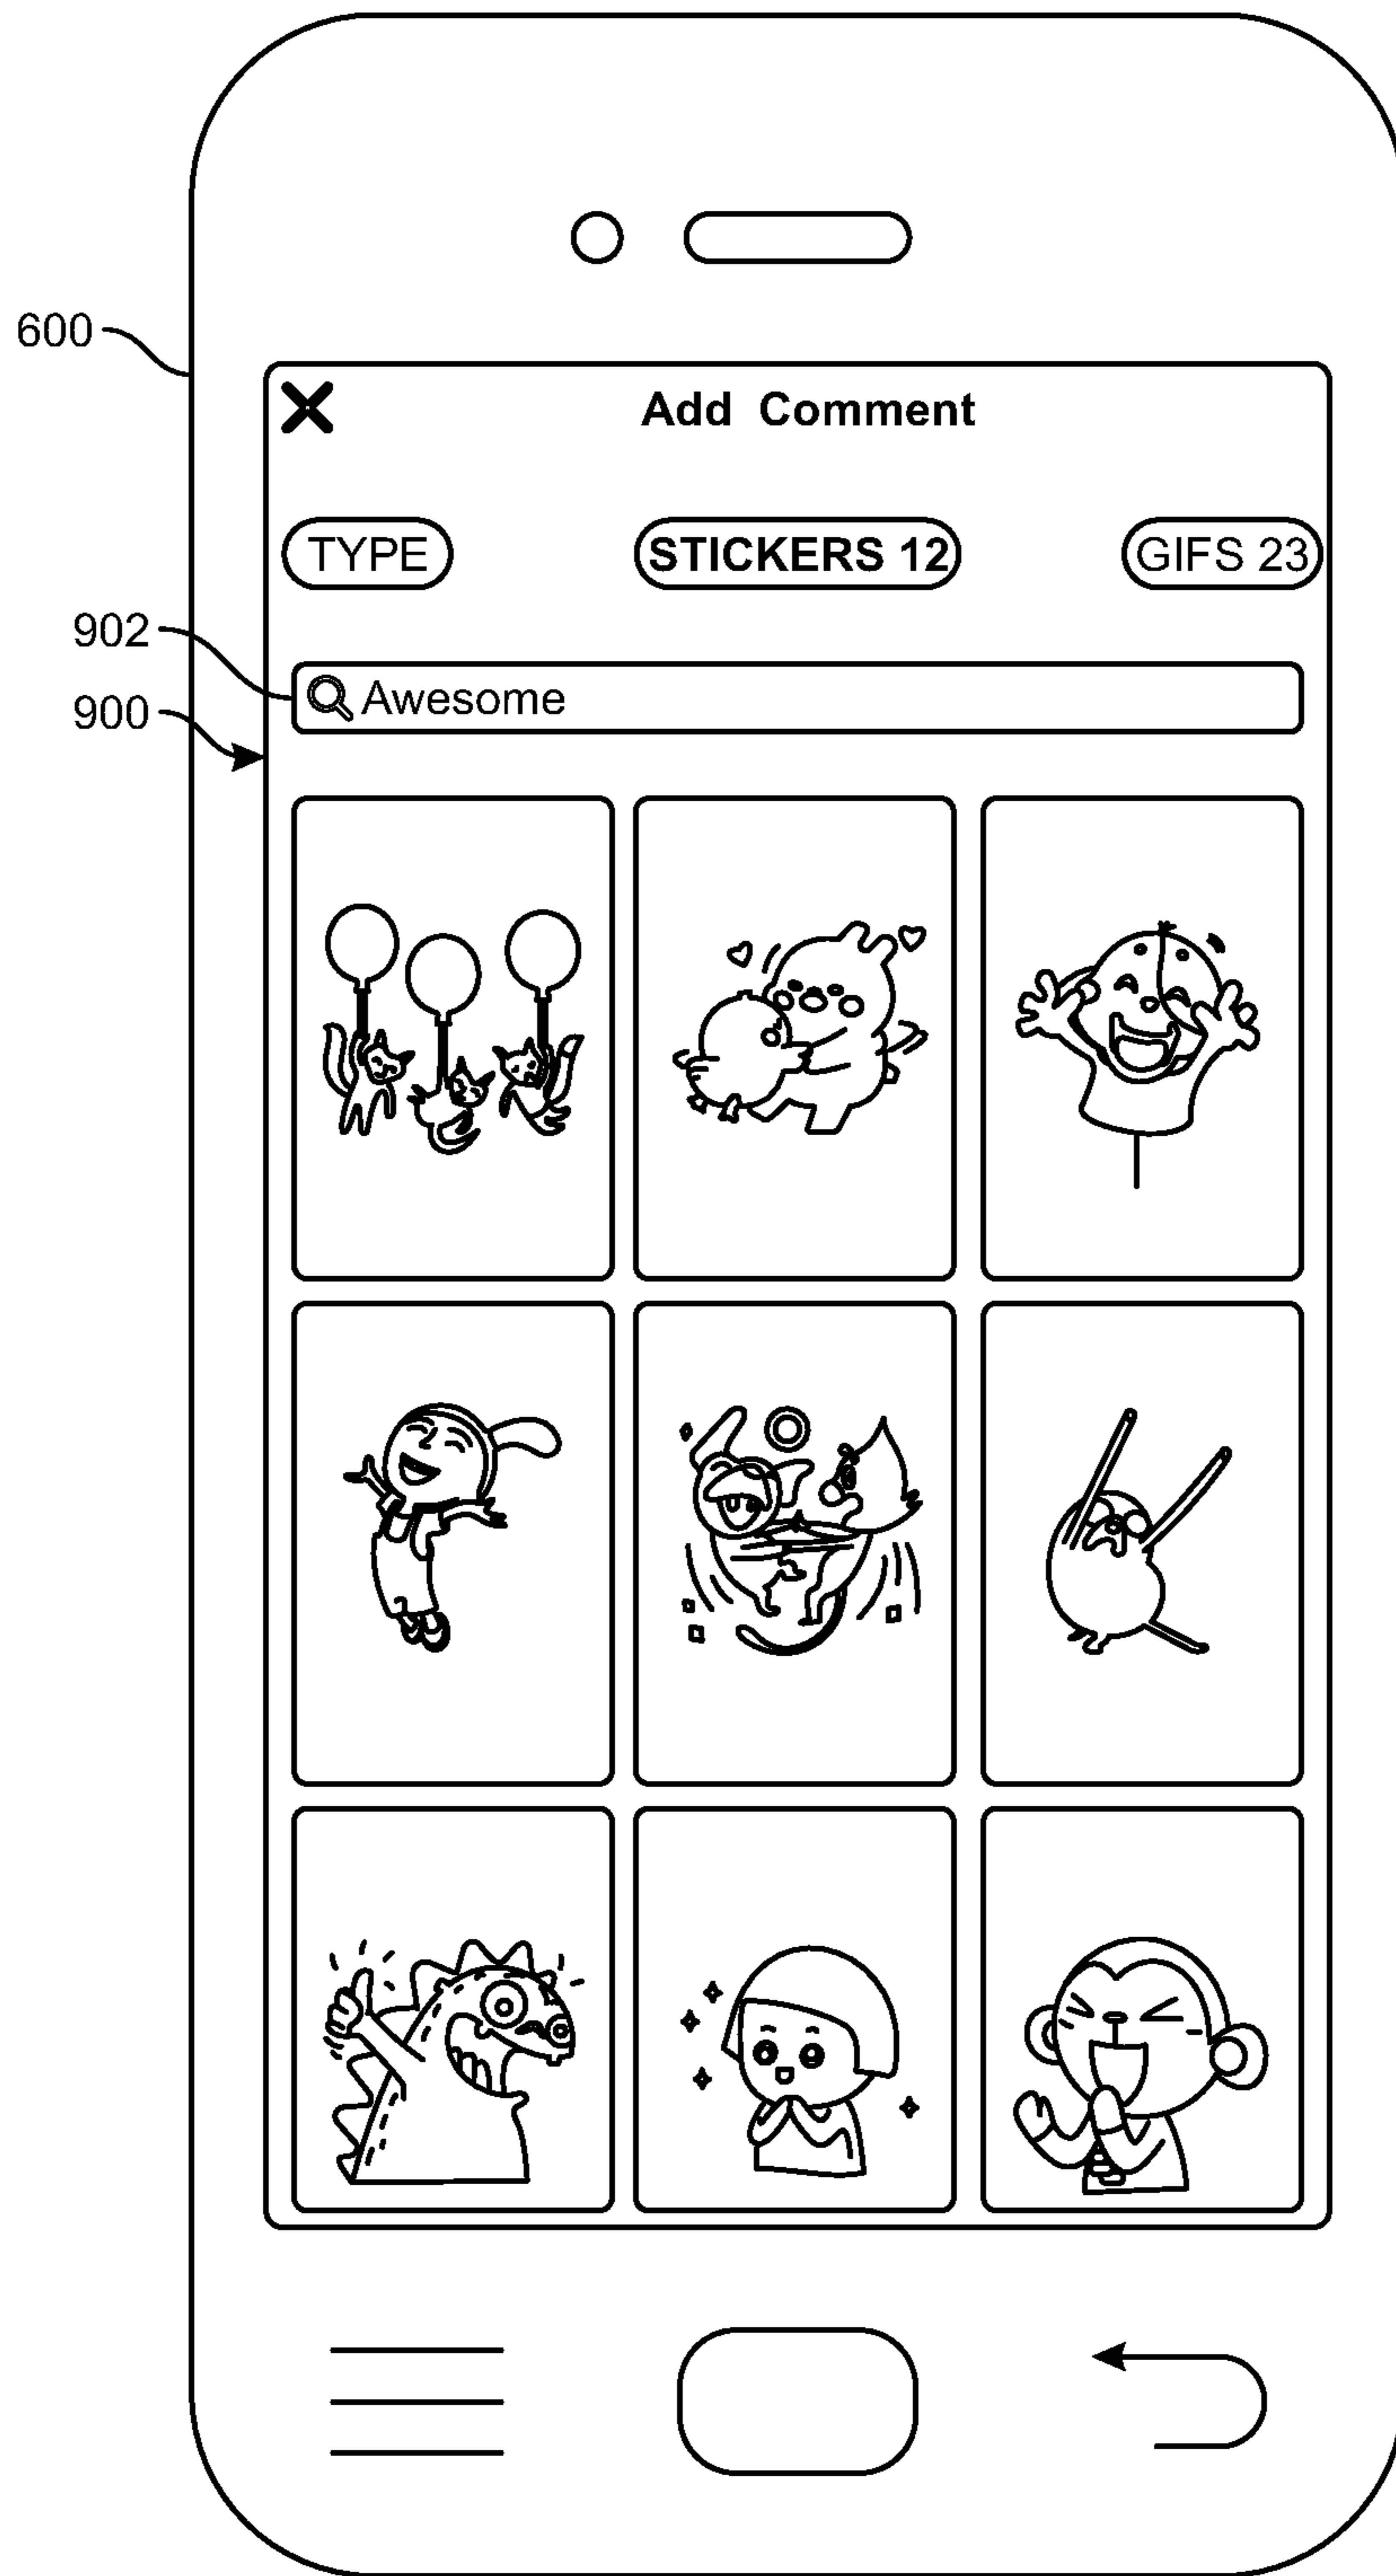 600
Add Comment
TYPE
STICKERS 12
GIFS 23
902
Awesome
900